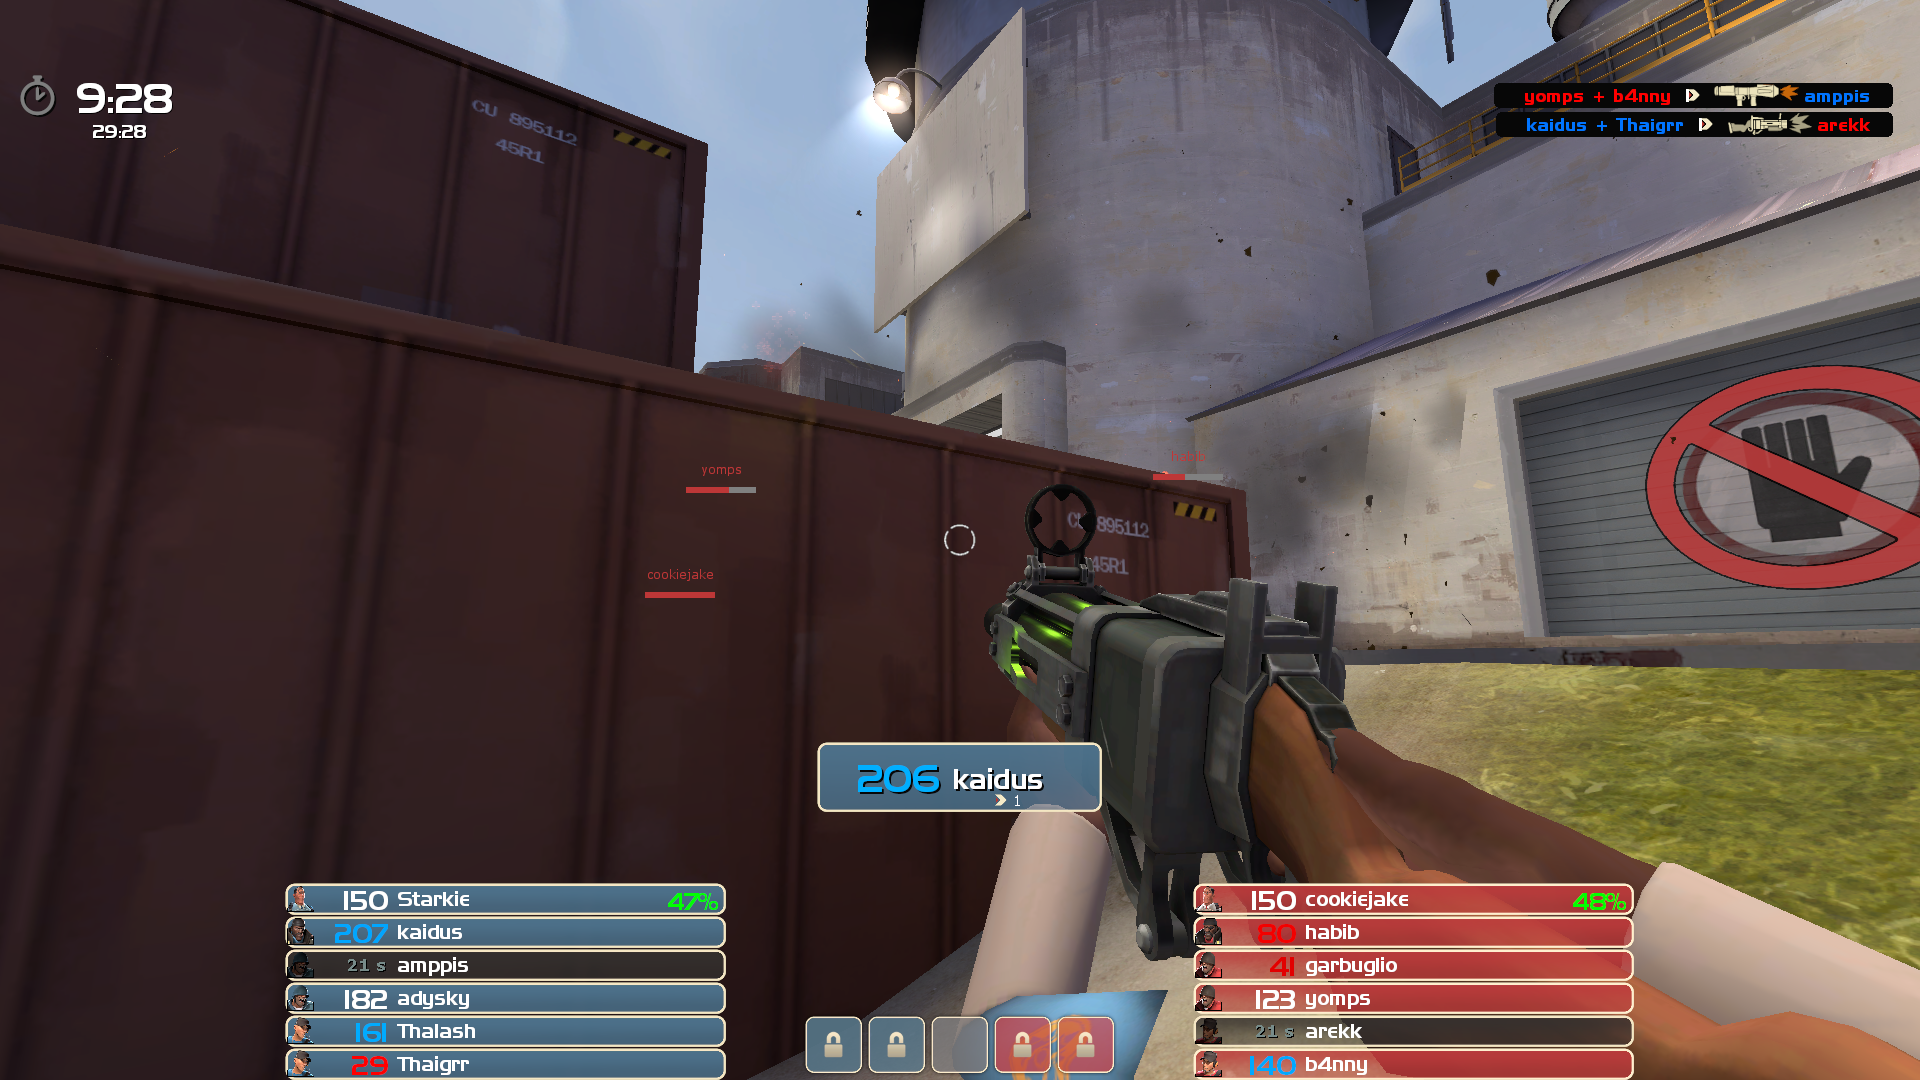 9:28
29:28
CU 895112
45R1
yomps + b4nny amppis
kaidus + Thaigrr arekk
yomps
habib
cookiejake
895112
45R1
206 kaidus
1
150 Starkie 47%
207 kaidus
21 s amppis
182 adysky
161 Thalash
29 Thaigrr
150 cookiejake 48%
80 habib
41 garbuglio
123 yomps
21 s arekk
140 b4nny